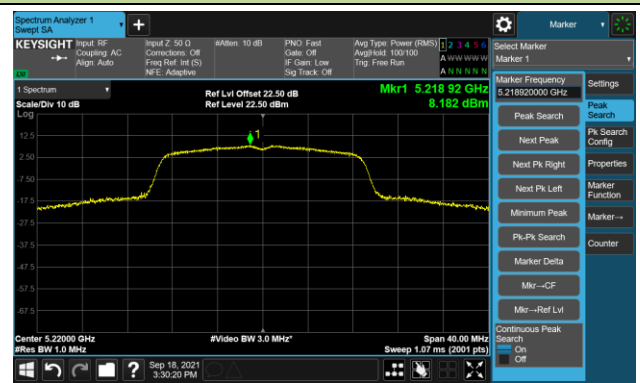 Spectrum Analyzer 1
Swept SA
+
Marker
KEYSIGHT
Input: RF
Coupling: AC
Align: Auto
Input Z: 50 Ω
Corrections: Off
Freq Ref: Int (S)
NFE: Adaptive
#Atten: 10 dB
PNO: Fast
Gate: Off
IF Gain: Low
Sig Track: Off
Avg Type: Power (RMS)
Avg|Hold: 100/100
Trig: Free Run
1 2 3 4 5 6
A WW WW W
A N N N N N
LXI
Select Marker
Marker 1
1 Spectrum
Scale/Div 10 dB
Log
Ref Lvl Offset 22.50 dB
Ref Level 22.50 dBm
Mkr1 5.218 92 GHz
8.182 dBm
12.5
2.50
-7.50
-17.5
-27.5
-37.5
-47.5
-57.5
-67.5
1
Center 5.22000 GHz
#Res BW 1.0 MHz
#Video BW 3.0 MHz*
Span 40.00 MHz
Sweep 1.07 ms (2001 pts)
Marker Frequency
5.218920000 GHz
Peak Search
Next Peak
Next Pk Right
Next Pk Left
Minimum Peak
Pk-Pk Search
Marker Delta
Mkr→CF
Mkr→Ref Lvl
Continuous Peak
Search
On
Off
Settings
Peak
Search
Pk Search
Config
Properties
Marker
Function
Marker→
Counter
?
Sep 18, 2021
3:30:20 PM